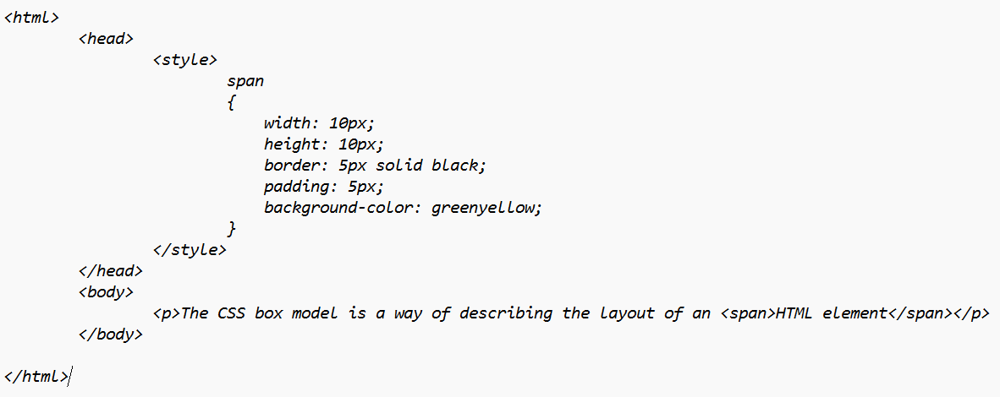 <html>
<head>
<style>
span
{
width: 10px;
height: 10px;
border: 5px solid black;
padding: 5px;
background-color: greenyellow;
}
</style>
</head>
<body>
<p>The CSS box model is a way of describing the layout of an <span>HTML element</span></p>
</body>
</html>